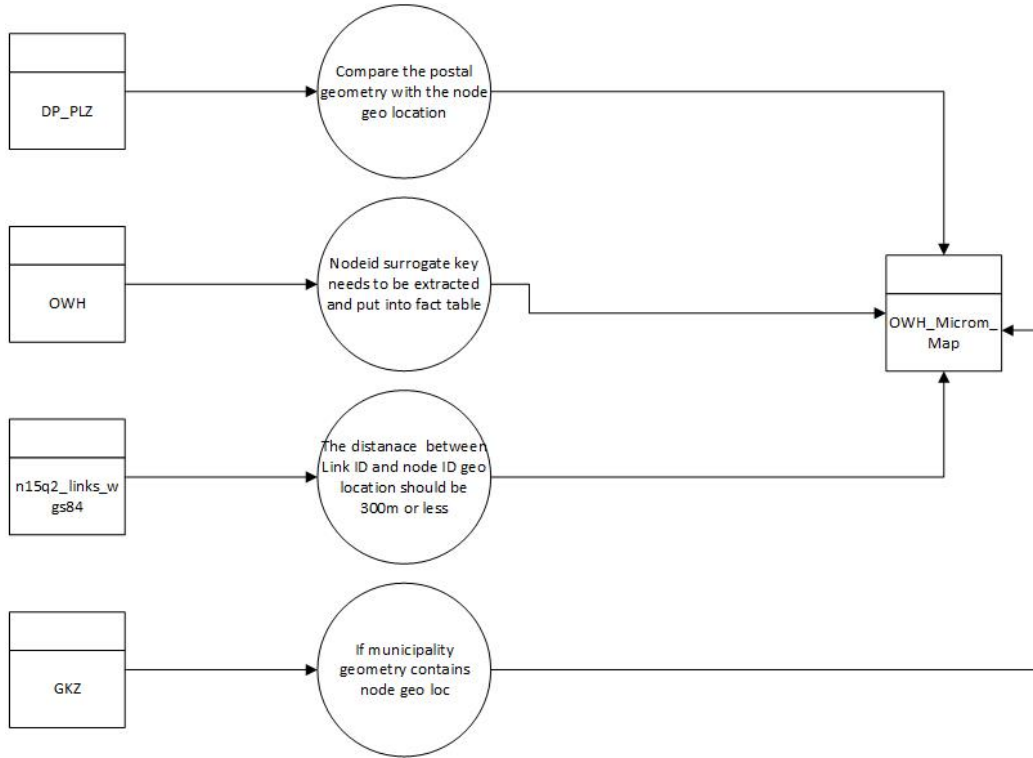 DP_PLZ
Compare the postal
geometry with the node
geo location
OWH
Nodeid surrogate key
needs to be extracted
and put into fact table
OWH_Microm_
Map
n15q2_links_w
gs84
The distanace between
Link ID and node ID geo
location should be
300m or less
GKZ
If municipality
geometry contains
node geo loc